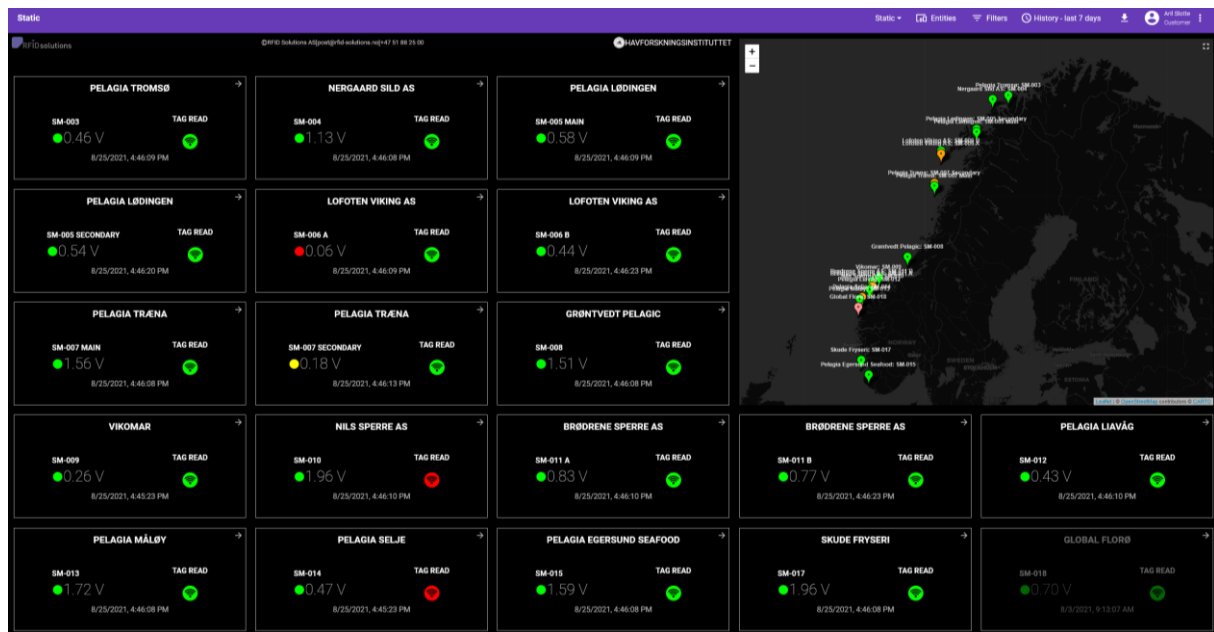 Static
Static
Entities
Filters
History - last 7 days
Customer
RFIDsolutions
©RFID Solutions AS|post@rfid-solutions.no|+47 51 88 25 00
HAVFORSKNINGSINSTITUTTET
PELAGIA TROMSØ
SM-003
TAG READ
0.46 V
8/25/2021, 4:46:09 PM
NERGAARD SILD AS
SM-004
TAG READ
1.13 V
8/25/2021, 4:46:08 PM
PELAGIA LØDINGEN
SM-005 MAIN
TAG READ
0.58 V
8/25/2021, 4:46:09 PM
PELAGIA LØDINGEN
SM-005 SECONDARY
TAG READ
0.54 V
8/25/2021, 4:46:20 PM
LOFOTEN VIKING AS
SM-006 A
TAG READ
0.06 V
8/25/2021, 4:46:09 PM
LOFOTEN VIKING AS
SM-006 B
TAG READ
0.44 V
8/25/2021, 4:46:23 PM
PELAGIA TRÆNA
SM-007 MAIN
TAG READ
1.56 V
8/25/2021, 4:46:08 PM
PELAGIA TRÆNA
SM-007 SECONDARY
TAG READ
0.18 V
8/25/2021, 4:46:13 PM
GRØNTVEDT PELAGIC
SM-008
TAG READ
1.51 V
8/25/2021, 4:46:08 PM
+
−
Pelagia Tromsø: SM-003
Grøntvedt Pelagic: SM-008
Vikomar: SM-009
Skude Fryseri: SM-017
Pelagia Egersund Seafood: SM-015
NORWAY
SWEDEN
FINLAND
ESTONIA
Leaflet | © OpenStreetMap contributors © CARTO
VIKOMAR
SM-009
TAG READ
0.26 V
8/25/2021, 4:45:23 PM
NILS SPERRE AS
SM-010
TAG READ
1.96 V
8/25/2021, 4:46:10 PM
BRØDRENE SPERRE AS
SM-011 A
TAG READ
0.83 V
8/25/2021, 4:46:10 PM
BRØDRENE SPERRE AS
SM-011 B
TAG READ
0.77 V
8/25/2021, 4:46:23 PM
PELAGIA LIAVÅG
SM-012
TAG READ
0.43 V
8/25/2021, 4:46:10 PM
PELAGIA MÅLØY
SM-013
TAG READ
1.72 V
8/25/2021, 4:46:08 PM
PELAGIA SELJE
SM-014
TAG READ
0.47 V
8/25/2021, 4:45:23 PM
PELAGIA EGERSUND SEAFOOD
SM-015
TAG READ
1.59 V
8/25/2021, 4:46:08 PM
SKUDE FRYSERI
SM-017
TAG READ
1.96 V
8/25/2021, 4:46:08 PM
GLOBAL FLORØ
SM-018
TAG READ
0.70 V
8/3/2021, 9:13:07 AM